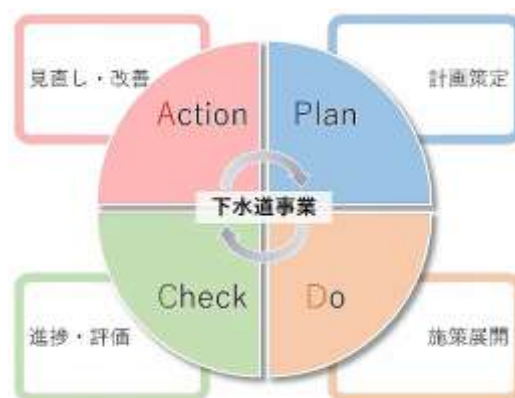 見直し・改善
計画策定
Action
Plan
下水道事業
Check
Do
進捗・評価
施策展開